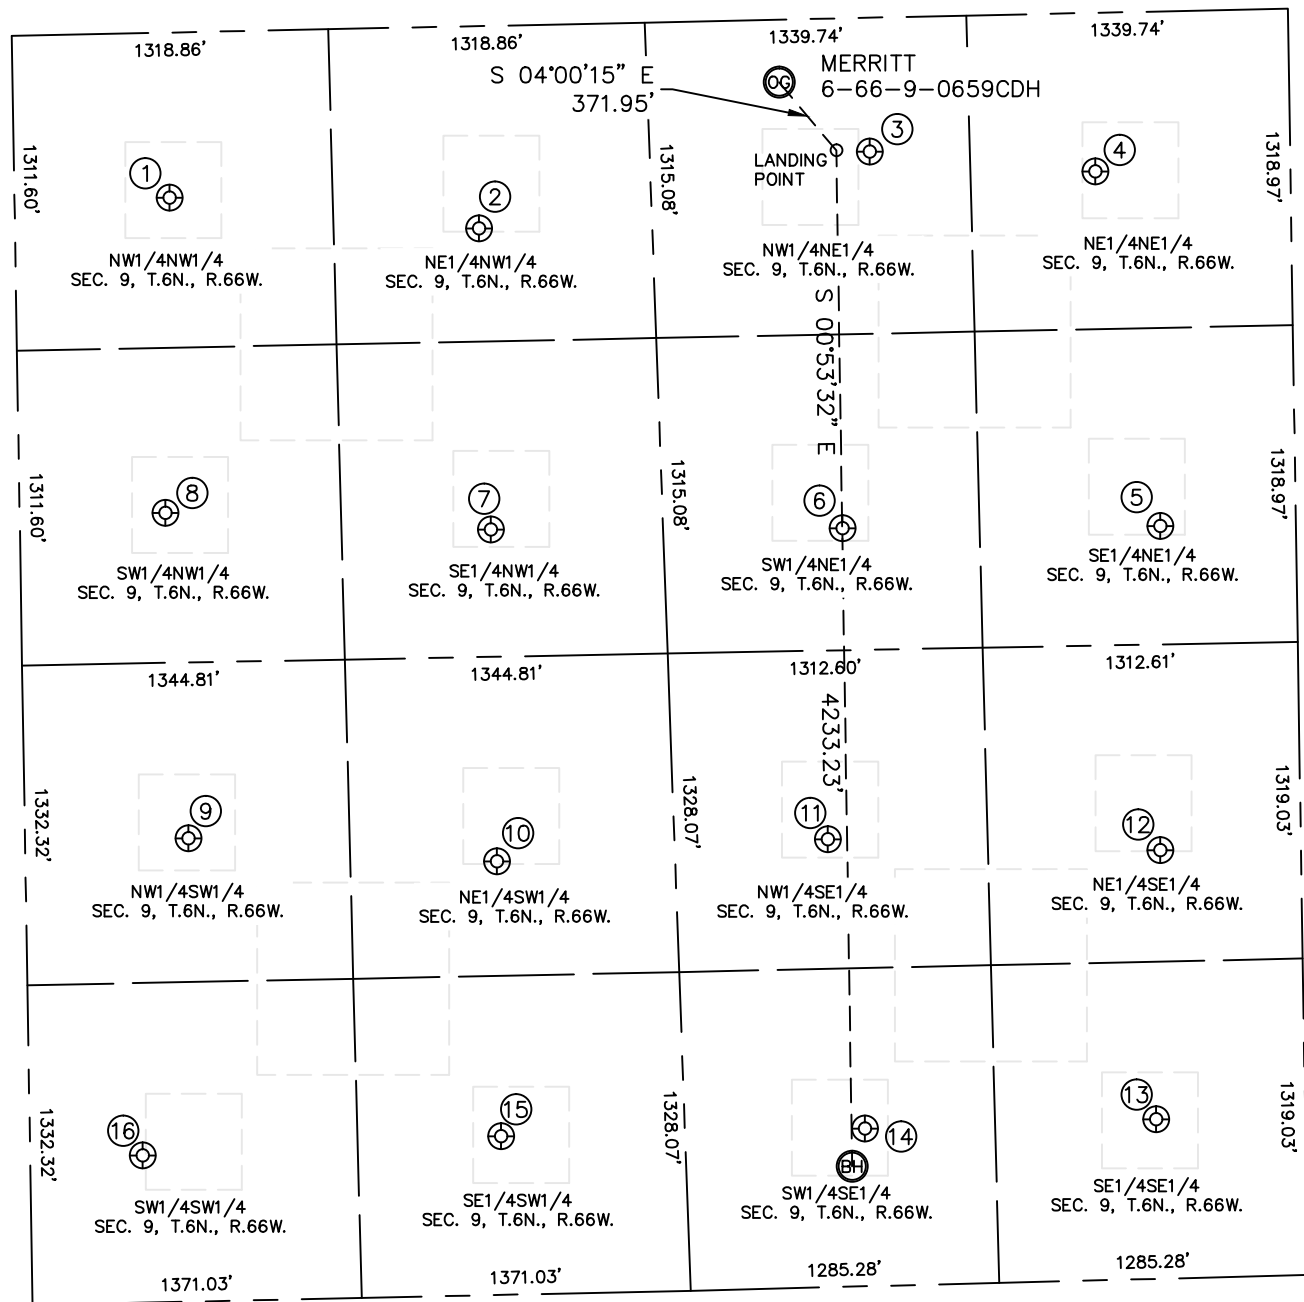 1318.86'
1318.86'
1339.74'
1339.74'
S 04°00'15" E
371.95'
OG
MERRITT
6-66-9-0659CDH
1311.60'
1
2
1315.08'
LANDING
POINT
3
4
1318.97'
NW1/4NW1/4
SEC. 9, T.6N., R.66W.
NE1/4NW1/4
SEC. 9, T.6N., R.66W.
NW1/4NE1/4
SEC. 9, T.6N., R.66W.
NE1/4NE1/4
SEC. 9, T.6N., R.66W.
S 00°53'32" E
1311.60'
8
7
1315.08'
6
5
1318.97'
SW1/4NW1/4
SEC. 9, T.6N., R.66W.
SE1/4NW1/4
SEC. 9, T.6N., R.66W.
SW1/4NE1/4
SEC. 9, T.6N., R.66W.
SE1/4NE1/4
SEC. 9, T.6N., R.66W.
1344.81'
1344.81'
1312.60'
1312.61'
4233.23'
1332.32'
9
10
1328.07'
11
12
1319.03'
NW1/4SW1/4
SEC. 9, T.6N., R.66W.
NE1/4SW1/4
SEC. 9, T.6N., R.66W.
NW1/4SE1/4
SEC. 9, T.6N., R.66W.
NE1/4SE1/4
SEC. 9, T.6N., R.66W.
1332.32'
16
15
1328.07'
14
BH
13
1319.03'
SW1/4SW1/4
SEC. 9, T.6N., R.66W.
SE1/4SW1/4
SEC. 9, T.6N., R.66W.
SW1/4SE1/4
SEC. 9, T.6N., R.66W.
SE1/4SE1/4
SEC. 9, T.6N., R.66W.
1371.03'
1371.03'
1285.28'
1285.28'